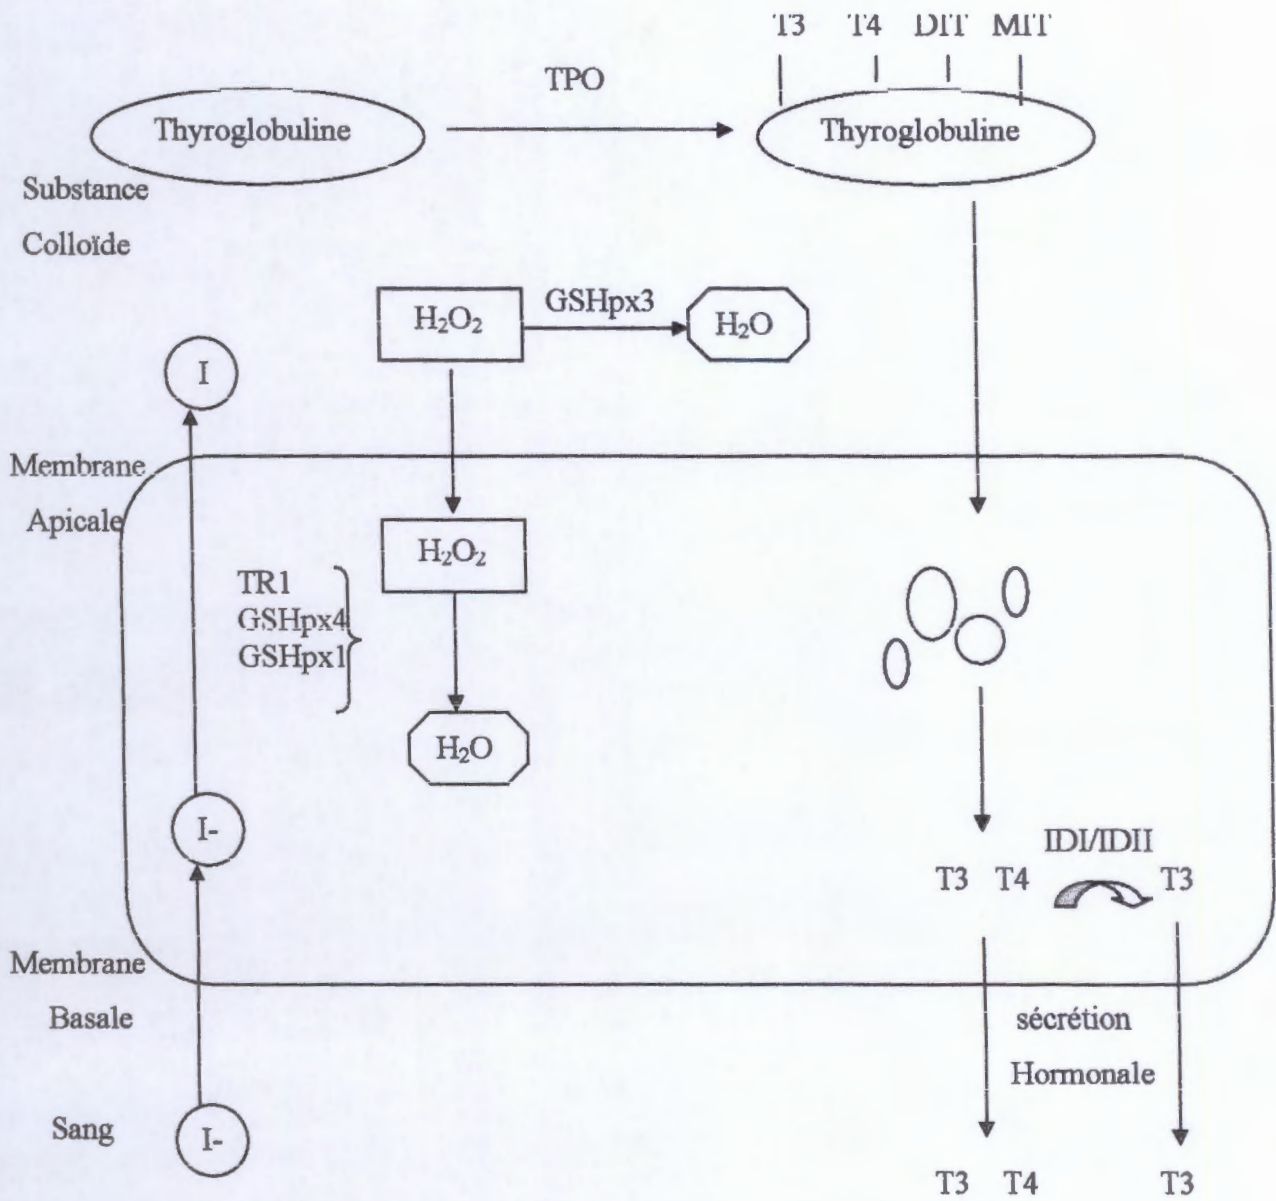 T3 T4 DIT MIT
TPO
Thyroglobuline
Thyroglobuline
Substance
Colloïde
H₂O₂
GSHpx3
H₂O
I
Membrane
Apicale
H₂O₂
TR1
GSHpx4
GSHpx1
H₂O
I-
IDI/IDII
T3 T4
T3
Membrane
Basale
sécrétion
Hormonale
Sang
I-
T3 T4
T3